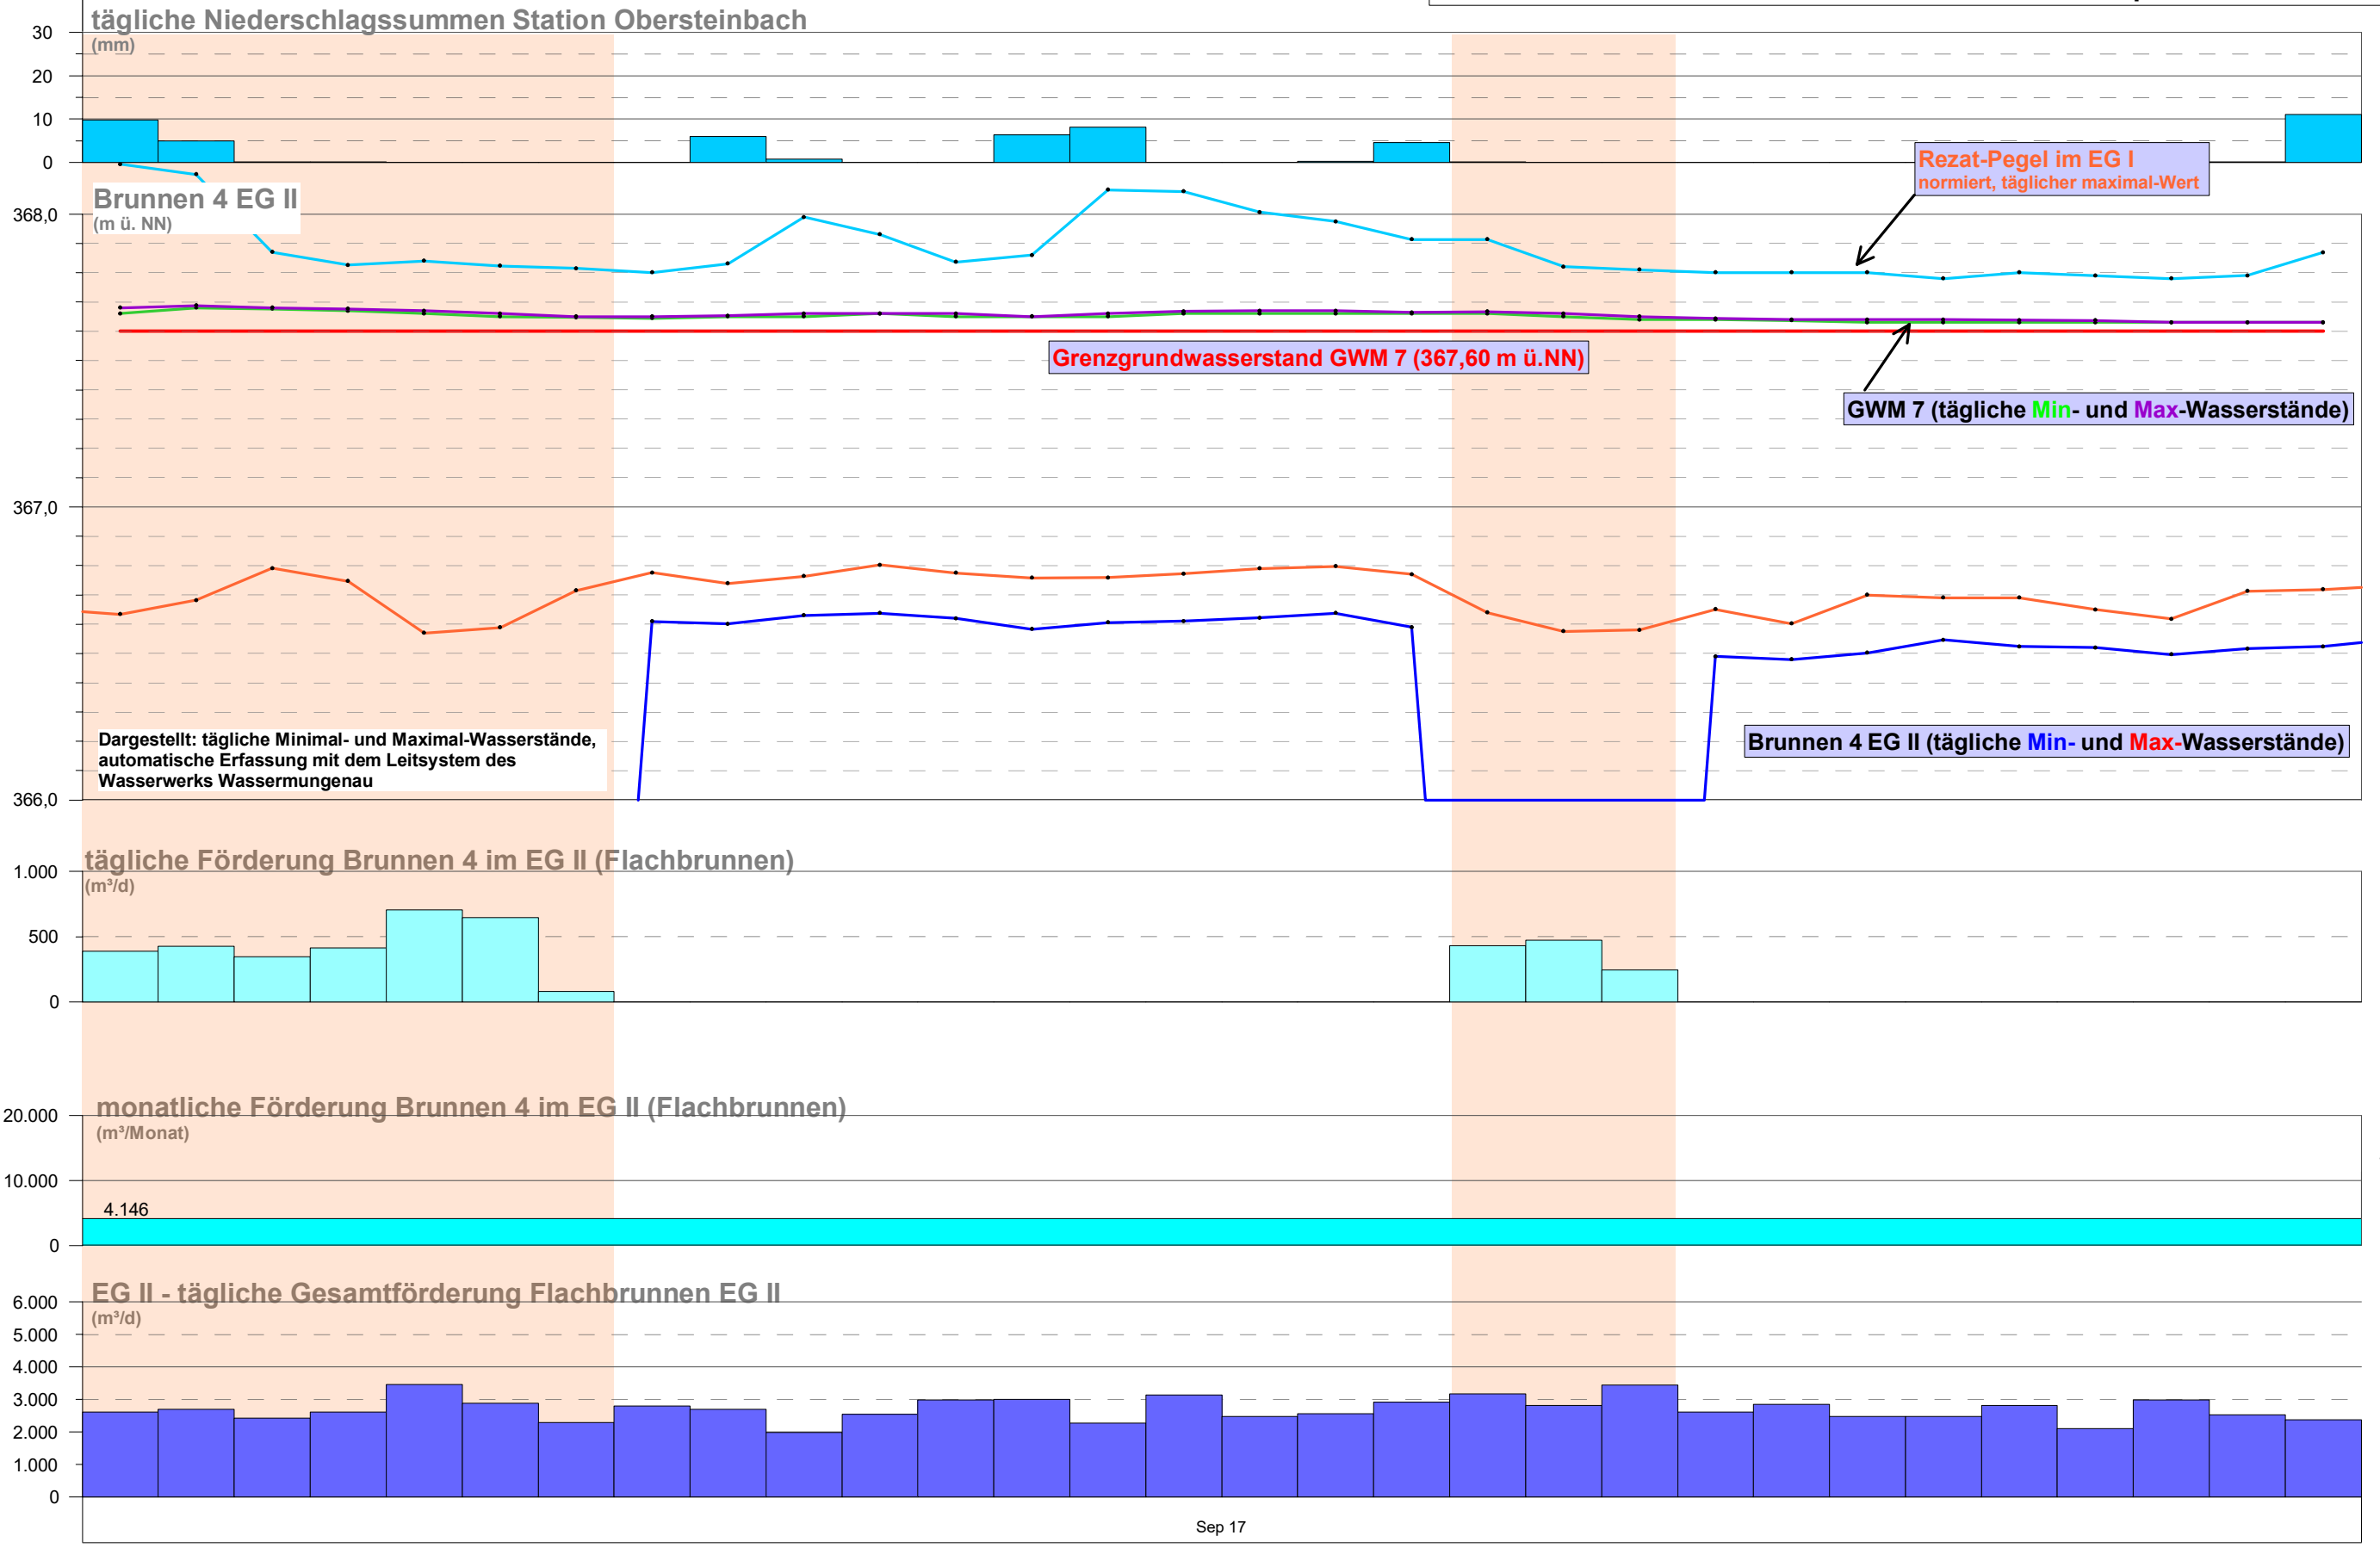 tägliche Niederschlagssummen Station Obersteinbach
(mm)
30
20
10
0
Rezat-Pegel im EG I
normiert, täglicher maximal-Wert
Brunnen 4 EG II
(m ü. NN)
368,0
Grenzgrundwasserstand GWM 7 (367,60 m ü.NN)
GWM 7 (tägliche Min- und Max-Wasserstände)
367,0
Dargestellt: tägliche Minimal- und Maximal-Wasserstände,
automatische Erfassung mit dem Leitsystem des
Wasserwerks Wassermungenau
Brunnen 4 EG II (tägliche Min- und Max-Wasserstände)
366,0
tägliche Förderung Brunnen 4 im EG II (Flachbrunnen)
(m³/d)
1.000
500
0
monatliche Förderung Brunnen 4 im EG II (Flachbrunnen)
(m³/Monat)
20.000
10.000
4.146
0
EG II - tägliche Gesamtförderung Flachbrunnen EG II
(m³/d)
6.000
5.000
4.000
3.000
2.000
1.000
0
Sep 17